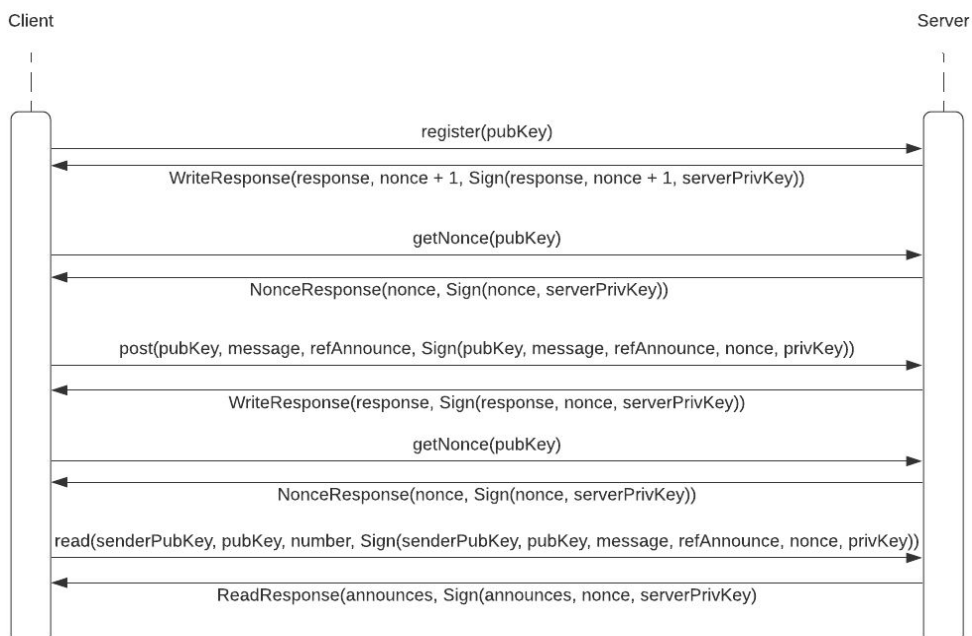 Client
Server
register(pubKey)
WriteResponse(response, nonce + 1, Sign(response, nonce + 1, serverPrivKey))
getNonce(pubKey)
NonceResponse(nonce, Sign(nonce, serverPrivKey))
post(pubKey, message, refAnnounce, Sign(pubKey, message, refAnnounce, nonce, privKey))
WriteResponse(response, Sign(response, nonce, serverPrivKey))
getNonce(pubKey)
NonceResponse(nonce, Sign(nonce, serverPrivKey))
read(senderPubKey, pubKey, number, Sign(senderPubKey, pubKey, message, refAnnounce, nonce, privKey))
ReadResponse(announces, Sign(announces, nonce, serverPrivKey)